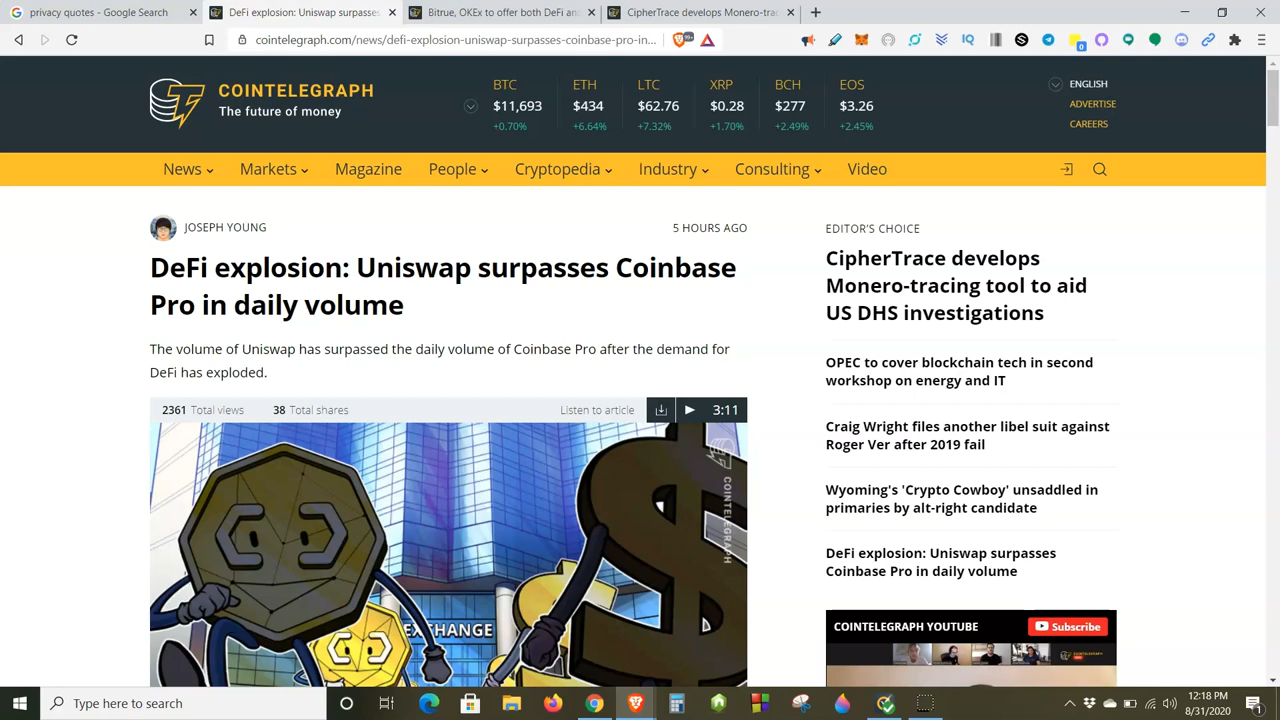 privacy quotes - Google Search
DeFi explosion: Uniswap surpasses
Bitrue, OKEx to offer both DeFi an
CipherTrace develops Monero-trac
cointelegraph.com/news/defi-explosion-uniswap-surpasses-coinbase-pro-in...
99+
0
COINTELEGRAPH
The future of money
BTC
$11,693
+0.70%
ETH
$434
+6.64%
LTC
$62.76
+7.32%
XRP
$0.28
+1.70%
BCH
$277
+2.49%
EOS
$3.26
+2.45%
ENGLISH
ADVERTISE
CAREERS
News
Markets
Magazine
People
Cryptopedia
Industry
Consulting
Video
JOSEPH YOUNG
5 HOURS AGO
DeFi explosion: Uniswap surpasses Coinbase
Pro in daily volume
The volume of Uniswap has surpassed the daily volume of Coinbase Pro after the demand for
DeFi has exploded.
2361 Total views
38 Total shares
Listen to article
3:11
COINTELEGRAPH
EXCHANGE
EDITOR'S CHOICE
CipherTrace develops
Monero-tracing tool to aid
US DHS investigations
OPEC to cover blockchain tech in second
workshop on energy and IT
Craig Wright files another libel suit against
Roger Ver after 2019 fail
Wyoming's 'Crypto Cowboy' unsaddled in
primaries by alt-right candidate
DeFi explosion: Uniswap surpasses
Coinbase Pro in daily volume
COINTELEGRAPH YOUTUBE
Subscribe
Type here to search
12:18 PM
8/31/2020
1